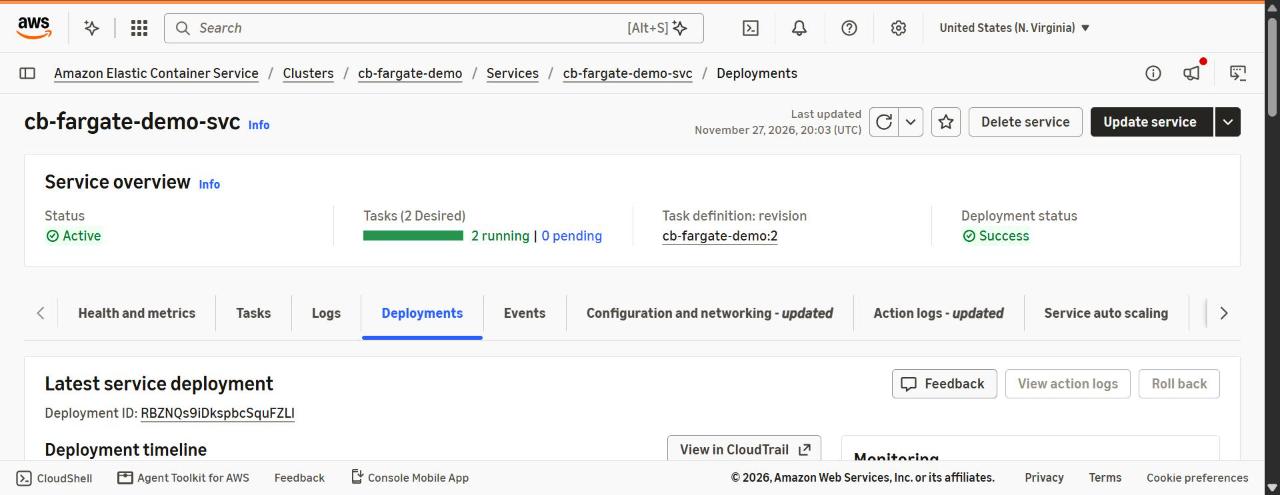 aws
Search [Alt+S]
United States (N. Virginia)
Amazon Elastic Container Service / Clusters / cb-fargate-demo / Services / cb-fargate-demo-svc / Deployments
cb-fargate-demo-svc Info
Last updated
November 27, 2026, 20:03 (UTC)
Delete service
Update service
Service overview Info
Status
Active
Tasks (2 Desired)
2 running | 0 pending
Task definition: revision
cb-fargate-demo:2
Deployment status
Success
Health and metrics
Tasks
Logs
Deployments
Events
Configuration and networking - updated
Action logs - updated
Service auto scaling
Latest service deployment
Feedback
View action logs
Roll back
Deployment ID: RBZNQs9iDkspbcSquFZLI
Deployment timeline
View in CloudTrail
Monitoring
CloudShell
Agent Toolkit for AWS
Feedback
Console Mobile App
© 2026, Amazon Web Services, Inc. or its affiliates.
Privacy
Terms
Cookie preferences